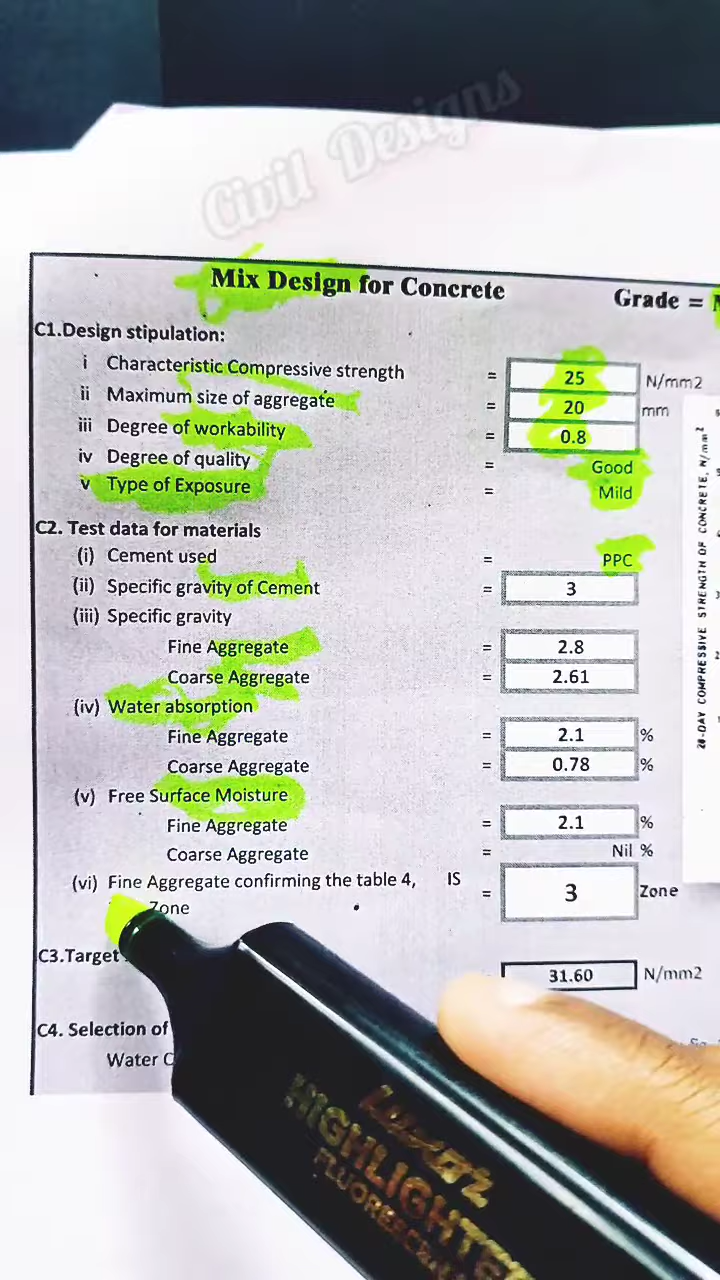 Civil Designs
Mix Design for Concrete
Grade =
C1.Design stipulation:
i Characteristic Compressive strength = 25 N/mm2
ii Maximum size of aggregate = 20 mm
iii Degree of workability = 0.8
iv Degree of quality = Good
v Type of Exposure = Mild
C2. Test data for materials
(i) Cement used = PPC
(ii) Specific gravity of Cement = 3
(iii) Specific gravity
Fine Aggregate = 2.8
Coarse Aggregate = 2.61
(iv) Water absorption
Fine Aggregate = 2.1 %
Coarse Aggregate = 0.78 %
(v) Free Surface Moisture
Fine Aggregate = 2.1 %
Coarse Aggregate = Nil %
(vi) Fine Aggregate confirming the table 4, IS = 3 Zone
Zone
C3.Target
31.60 N/mm2
C4. Selection of
Water
28-DAY COMPRESSIVE STRENGTH OF CONCRETE, N/mm²
HIGHLIGHTER